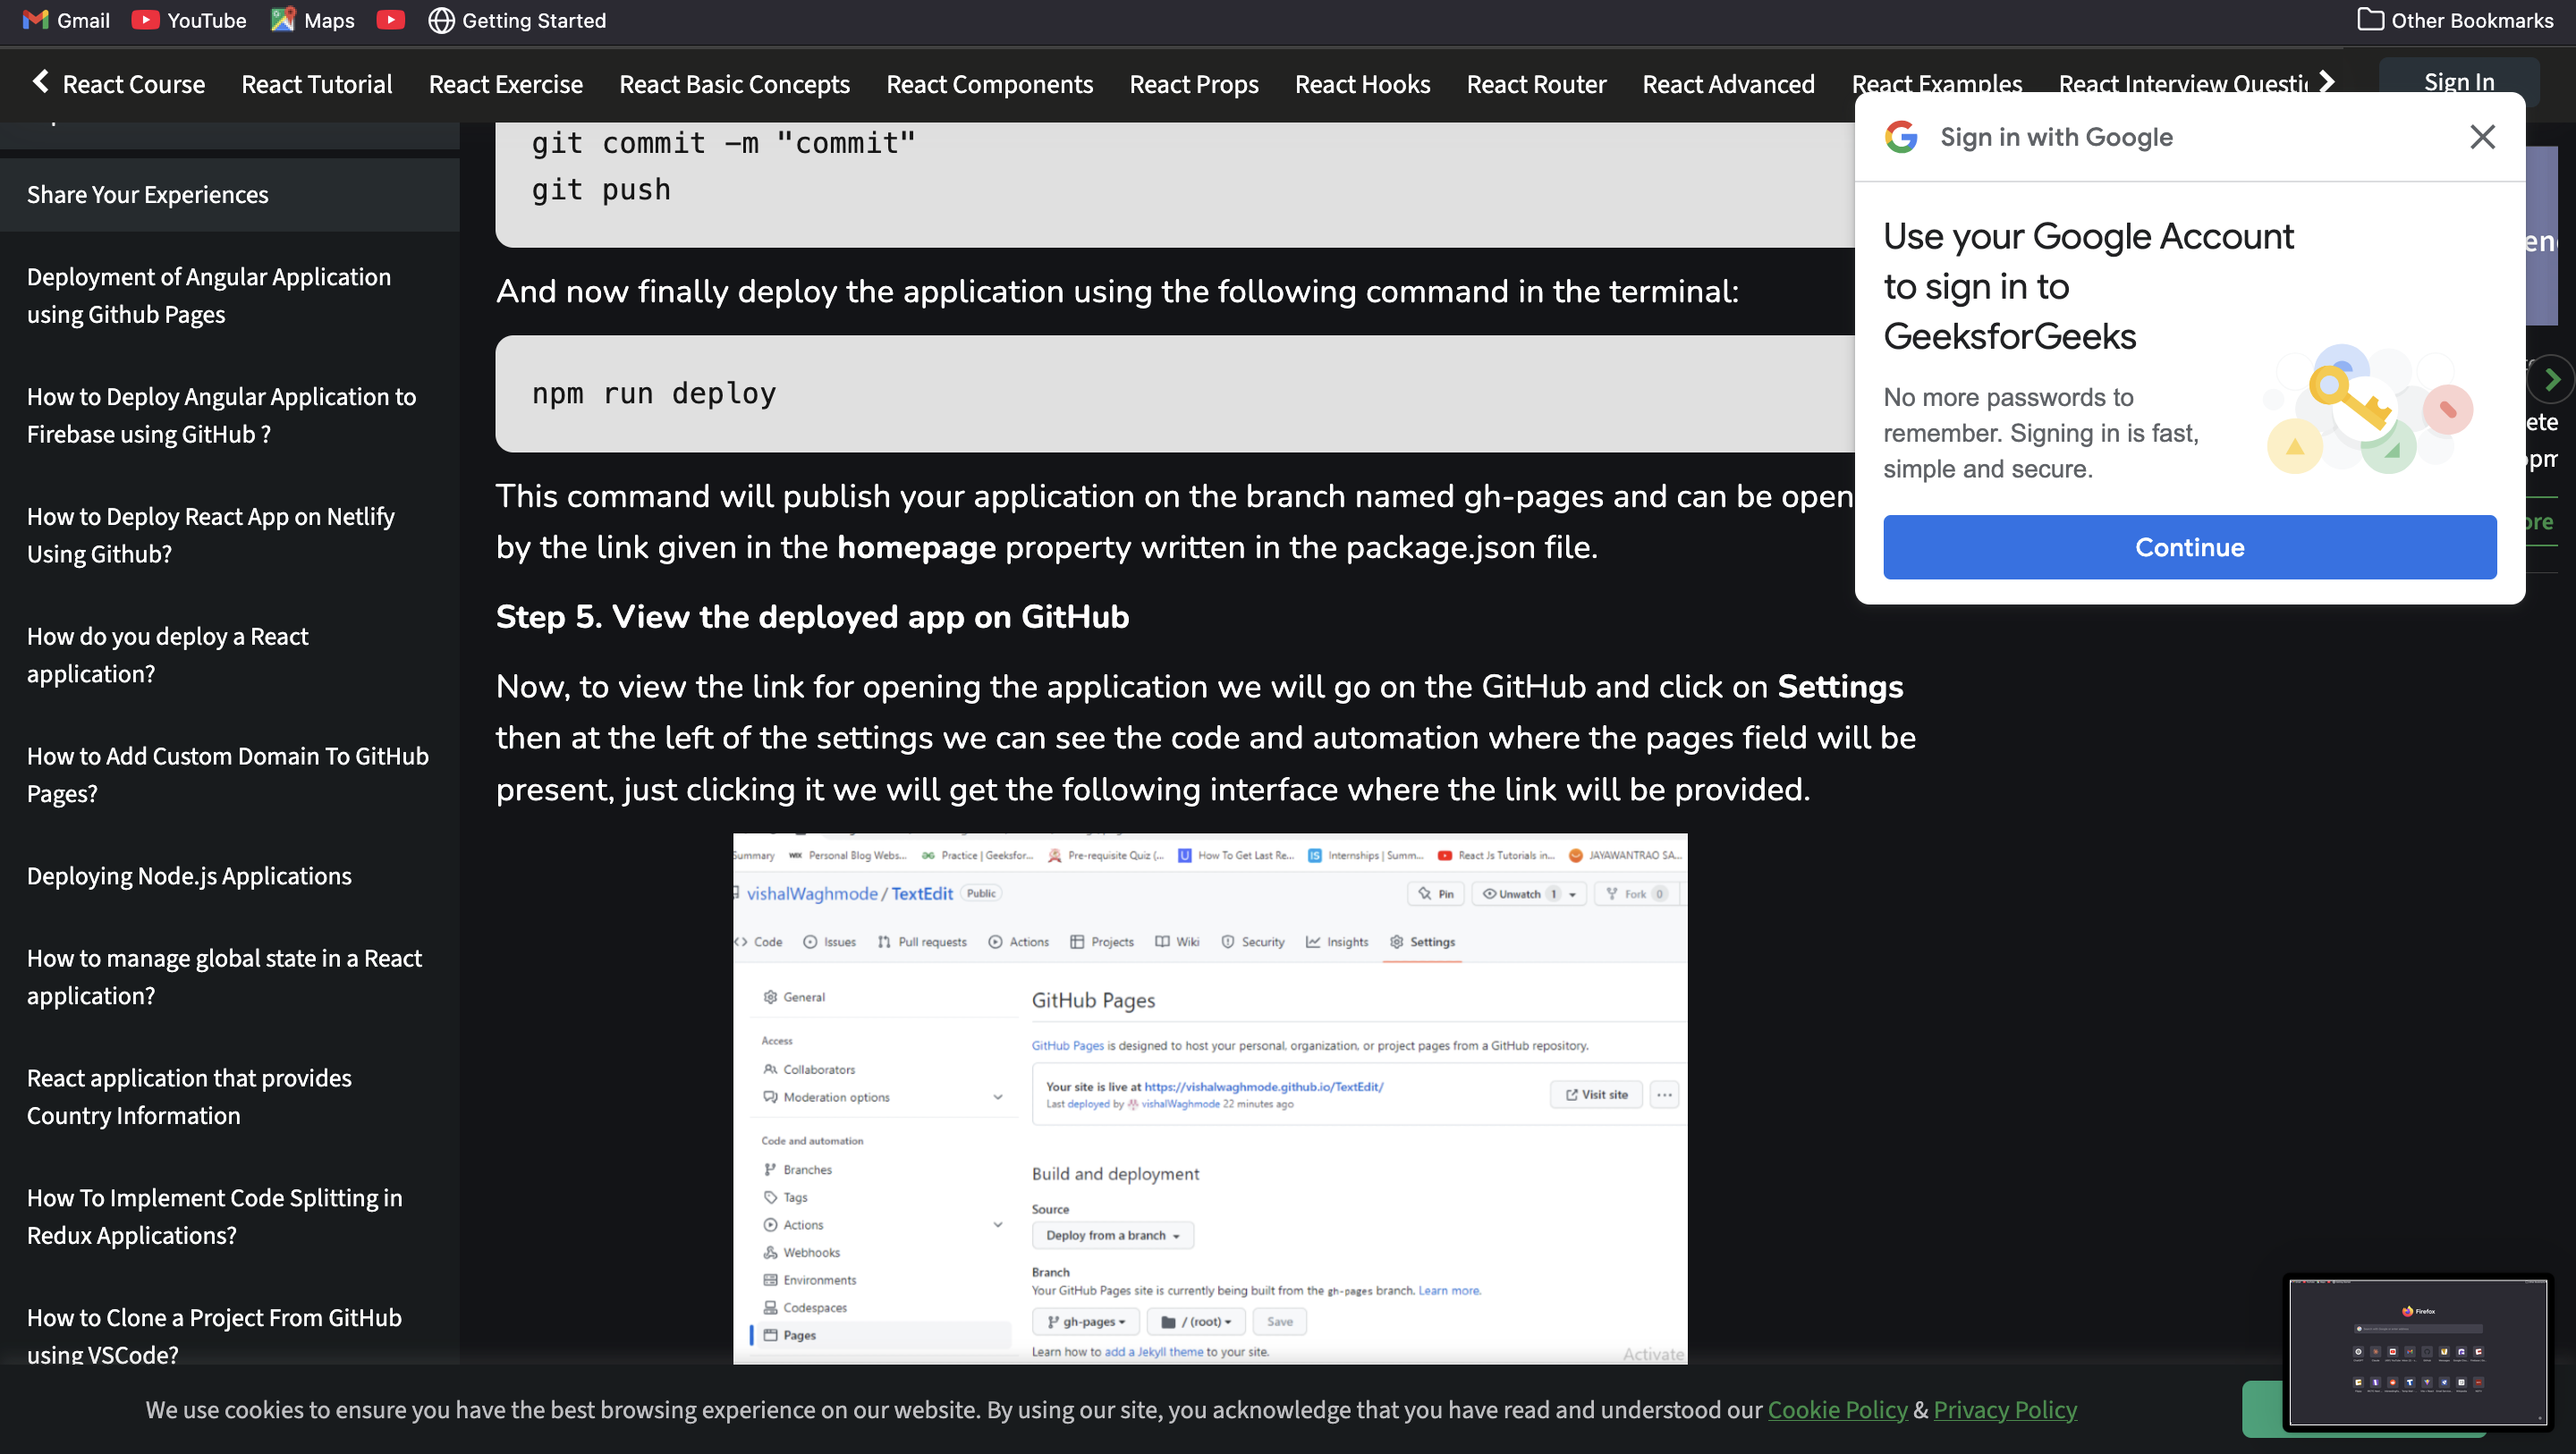 Gmail YouTube Maps Getting Started Other Bookmarks
React Course React Tutorial React Exercise React Basic Concepts React Components React Props React Hooks React Router React Advanced React Examples React Interview Questi Sign In
Share Your Experiences
Deployment of Angular Application
using Github Pages
How to Deploy Angular Application to
Firebase using GitHub ?
How to Deploy React App on Netlify
Using Github?
How do you deploy a React
application?
How to Add Custom Domain To GitHub
Pages?
Deploying Node.js Applications
How to manage global state in a React
application?
React application that provides
Country Information
How To Implement Code Splitting in
Redux Applications?
How to Clone a Project From GitHub
using VSCode?
git commit -m "commit"
git push
And now finally deploy the application using the following command in the terminal:
npm run deploy
This command will publish your application on the branch named gh-pages and can be open
by the link given in the homepage property written in the package.json file.
Step 5. View the deployed app on GitHub
Now, to view the link for opening the application we will go on the GitHub and click on Settings
then at the left of the settings we can see the code and automation where the pages field will be
present, just clicking it we will get the following interface where the link will be provided.
Summary Personal Blog Webs... Practice | Geeksfor... Pre-requisite Quiz (... How To Get Last Re... Internships | Summ... React Js Tutorials in... JAYAWANTRAO SA...
vishalWaghmode / TextEdit Public Pin Unwatch 1 Fork 0
Code Issues Pull requests Actions Projects Wiki Security Insights Settings
General
Access
Collaborators
Moderation options
Code and automation
Branches
Tags
Actions
Webhooks
Environments
Codespaces
Pages
GitHub Pages
GitHub Pages is designed to host your personal, organization, or project pages from a GitHub repository.
Your site is live at https://vishalwaghmode.github.io/TextEdit/
Last deployed by vishalWaghmode 22 minutes ago
Visit site
Build and deployment
Source
Deploy from a branch
Branch
Your GitHub Pages site is currently being built from the gh-pages branch. Learn more.
gh-pages / (root) Save
Learn how to add a Jekyll theme to your site.
Activate
Sign in with Google
Use your Google Account
to sign in to
GeeksforGeeks
No more passwords to
remember. Signing in is fast,
simple and secure.
Continue
en
ete
opm
ore
Firefox
We use cookies to ensure you have the best browsing experience on our website. By using our site, you acknowledge that you have read and understood our Cookie Policy & Privacy Policy